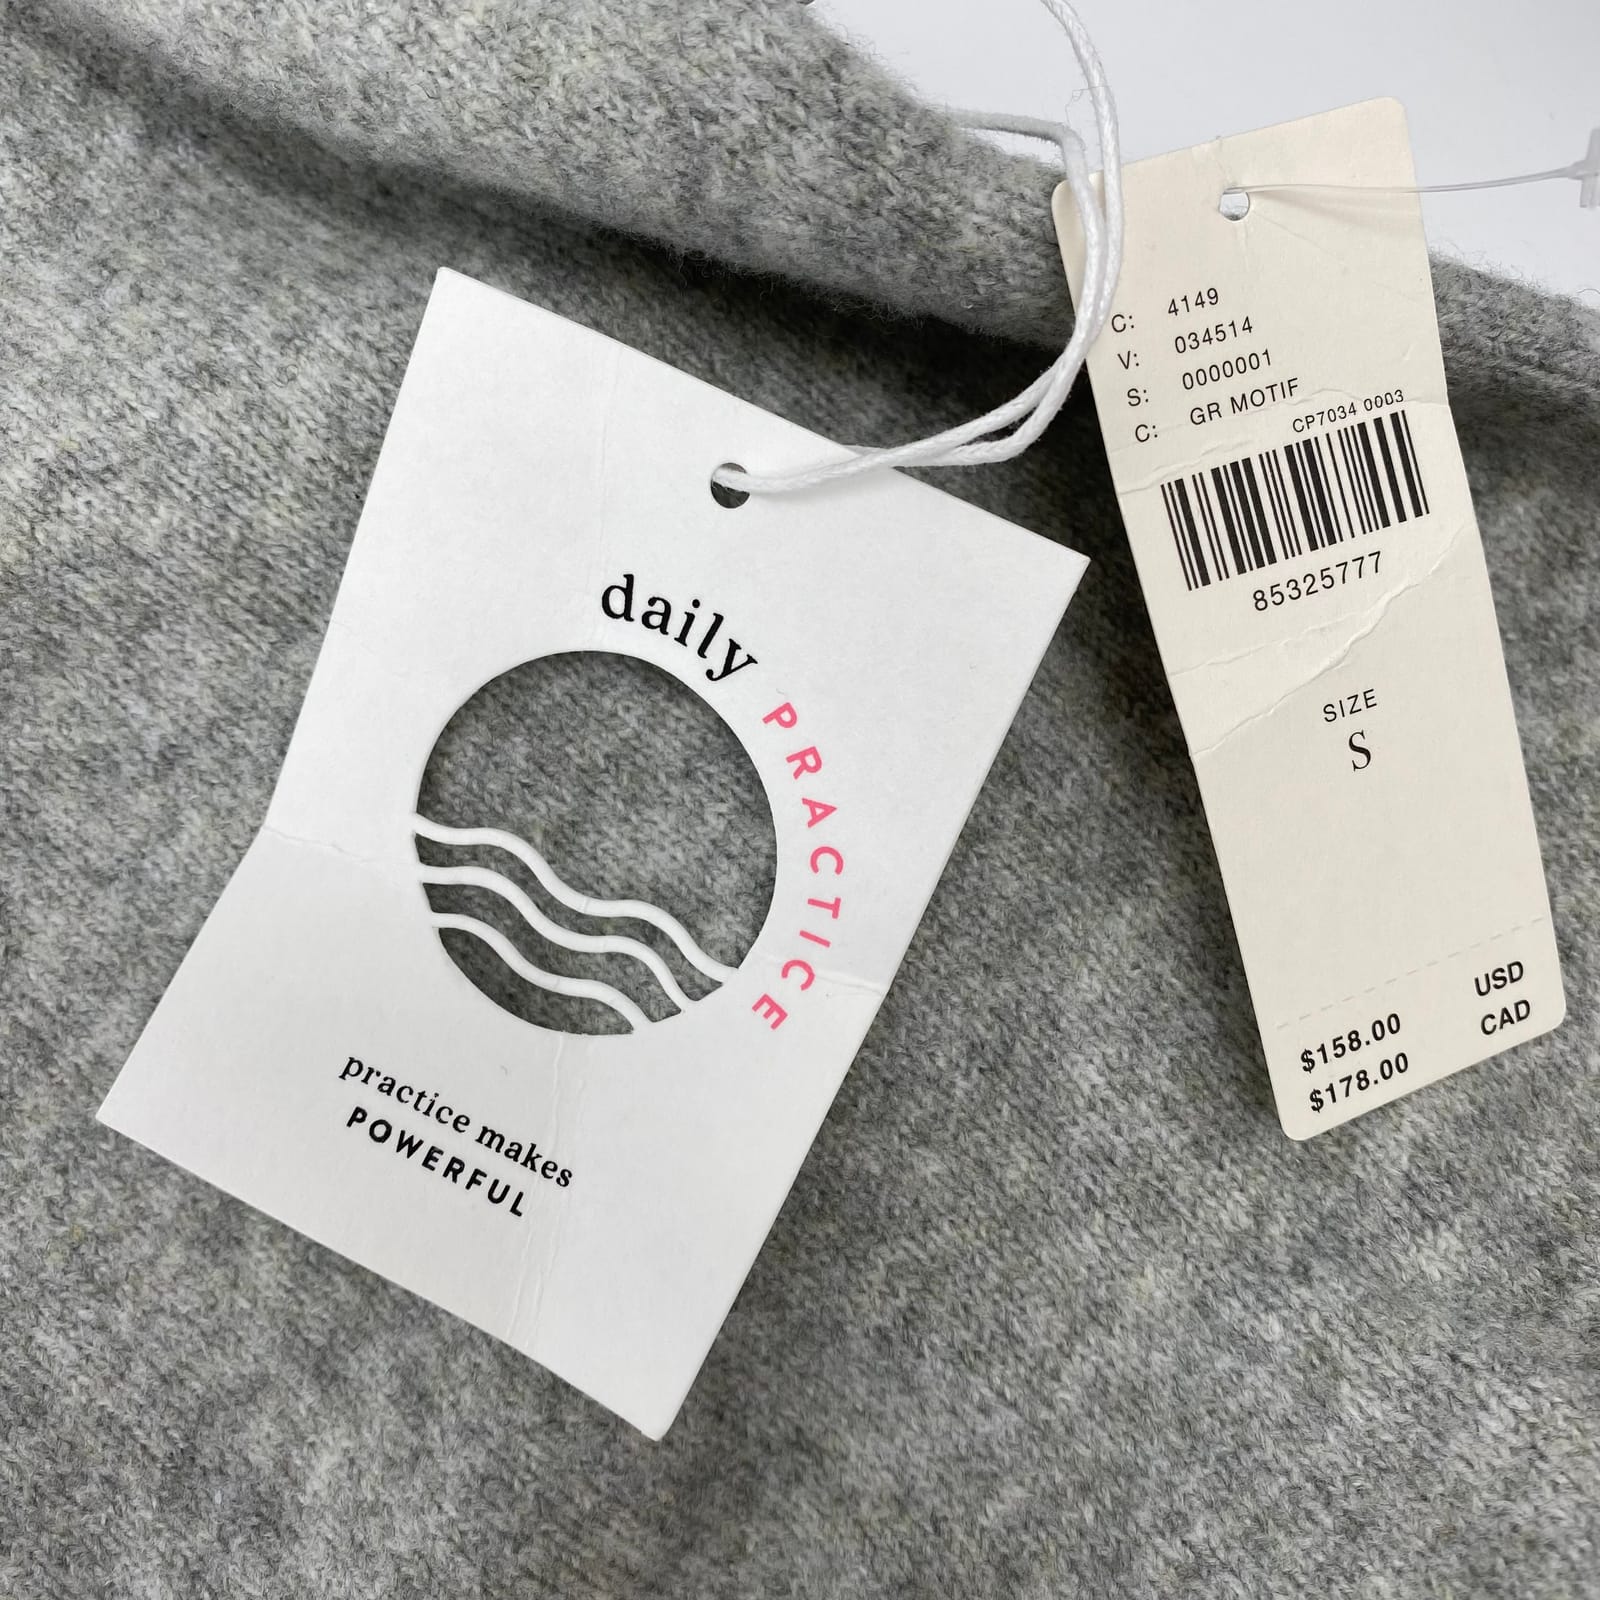 daily PRACTICE
practice makes
POWERFUL
C: 4149
V: 034514
S: 0000001
C: GR MOTIF
CP7034 0003
85325777
SIZE
S
$158.00 USD
$178.00 CAD